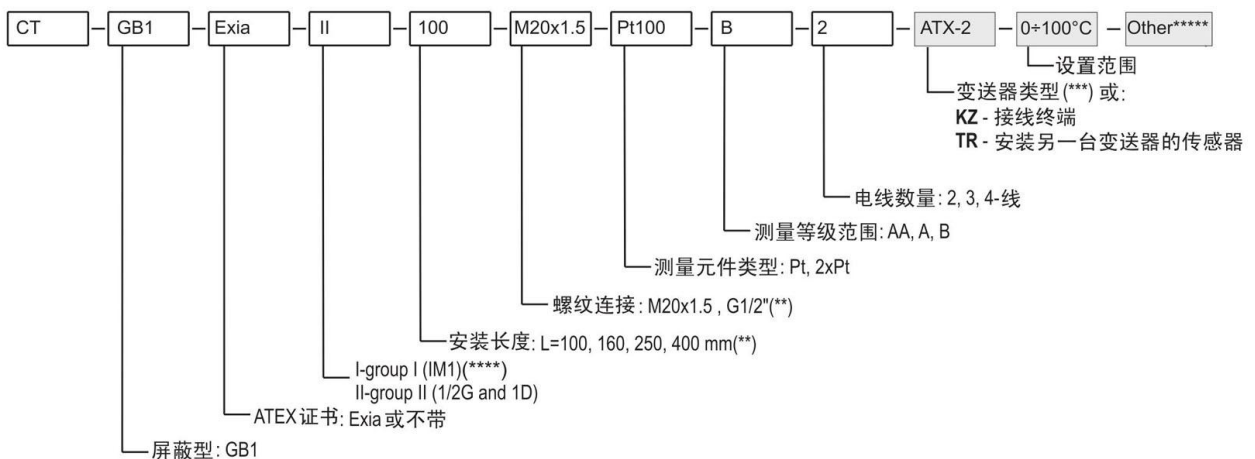 CT – GB1 – Exia – II – 100 – M20x1.5 – Pt100 – B – 2 – ATX-2 – 0÷100°C – Other*****
设置范围
变送器类型(***)或:
KZ - 接线终端
TR - 安装另一台变送器的传感器
电线数量: 2, 3, 4-线
测量等级范围: AA, A, B
测量元件类型: Pt, 2xPt
螺纹连接: M20x1.5 , G1/2"(**)
安装长度: L=100, 160, 250, 400 mm(**)
I-group I (IM1)(****)
II-group II (1/2G and 1D)
ATEX证书: Exia或不带
屏蔽型: GB1